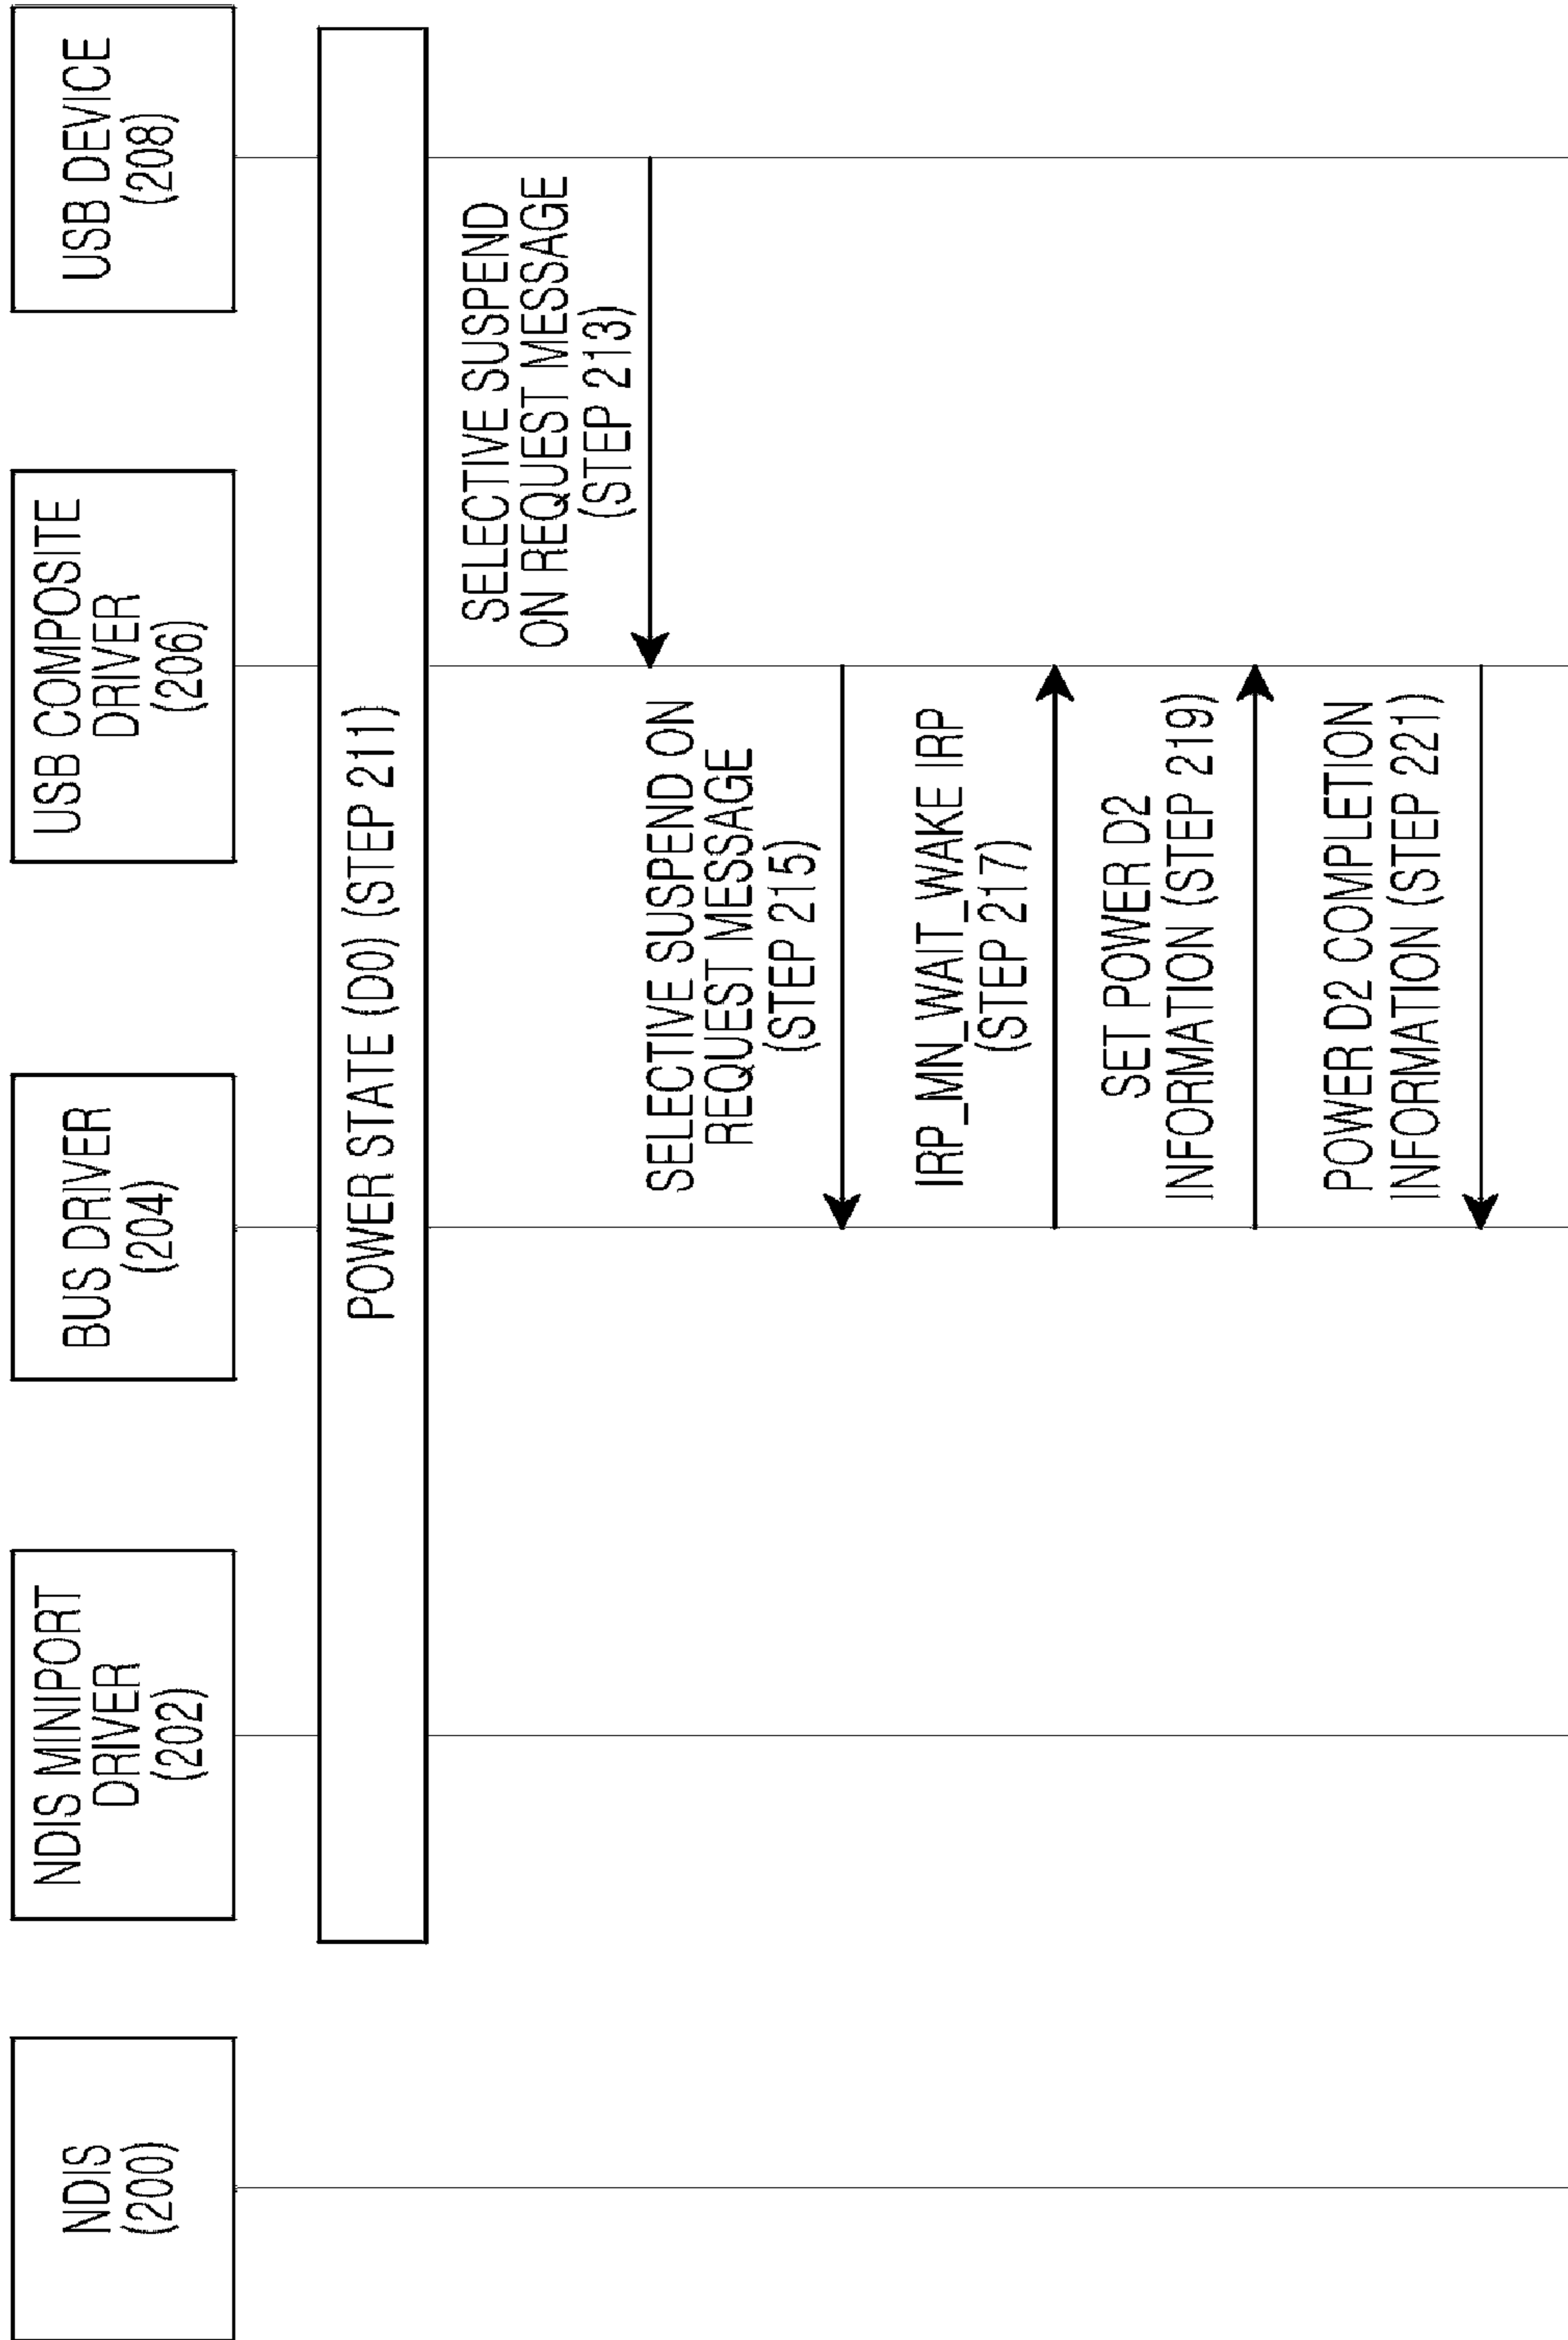 NDIS
(200)
NDIS MINIPORT
DRIVER
(202)
BUS DRIVER
(204)
USB COMPOSITE
DRIVER
(206)
USB DEVICE
(208)
POWER STATE (D0) (STEP 211)
SELECTIVE SUSPEND
ON REQUEST MESSAGE
(STEP 213)
SELECTIVE SUSPEND ON
REQUEST MESSAGE
(STEP 215)
IRP_MN_WAIT_WAKE IRP
(STEP 217)
SET POWER D2
INFORMATION (STEP 219)
POWER D2 COMPLETION
INFORMATION (STEP 221)